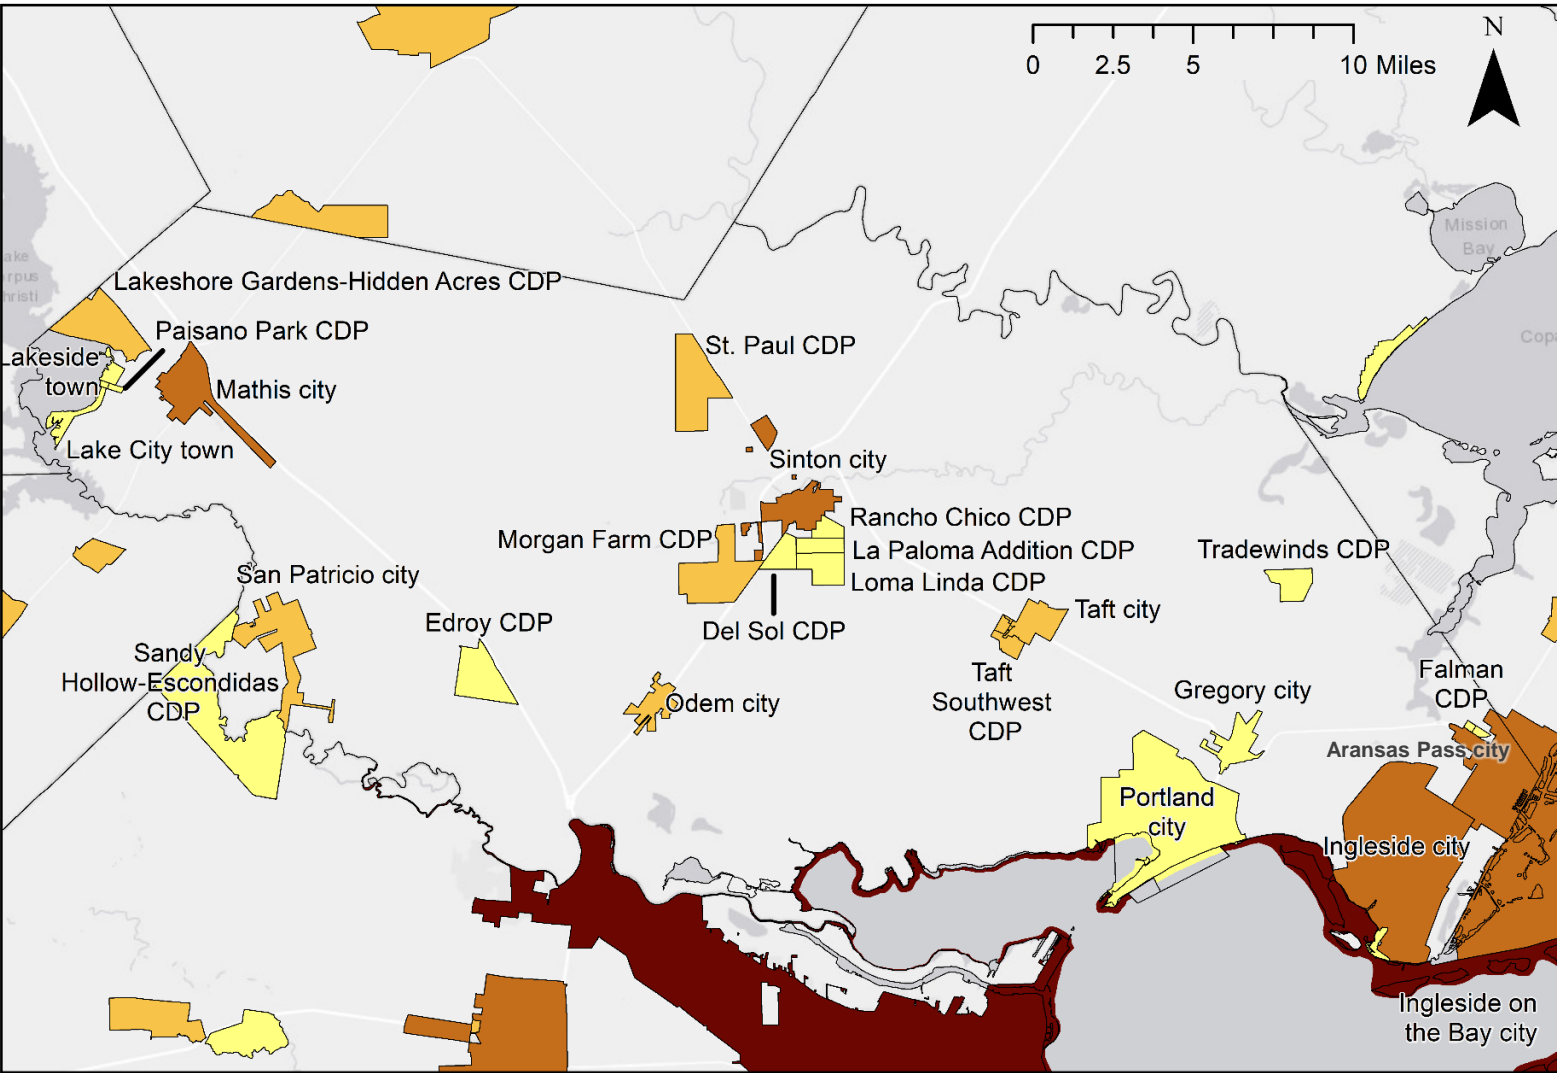 N
0 2.5 5 10 Miles
Mission
Bay
ake
rpus
hristi
Lakeshore Gardens-Hidden Acres CDP
Paisano Park CDP
Copa
St. Paul CDP
Lakeside
town
Mathis city
Lake City town
Sinton city
Rancho Chico CDP
Morgan Farm CDP
La Paloma Addition CDP
Tradewinds CDP
San Patricio city
Loma Linda CDP
Taft city
Edroy CDP
Del Sol CDP
Sandy
Hollow-Escondidas
CDP
Taft
Southwest
CDP
Falman
CDP
Gregory city
Odem city
Aransas Pass city
Portland
city
Ingleside city
Ingleside on
the Bay city